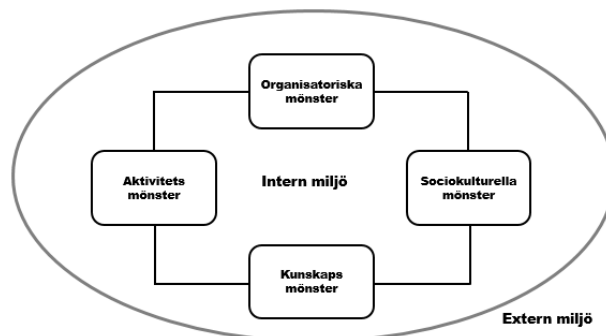 Organisatoriska
mönster
Aktivitets
mönster
Intern miljö
Sociokulturella
mönster
Kunskaps
mönster
Extern miljö